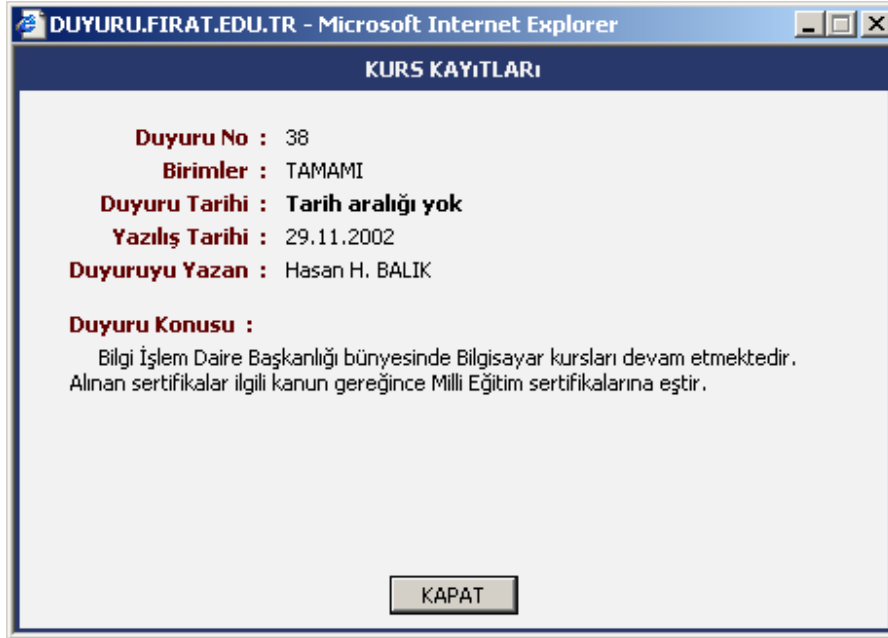 DUYURU.FIRAT.EDU.TR - Microsoft Internet Explorer
KURS KAYıTLARı
Duyuru No : 38
Birimler : TAMAMI
Duyuru Tarihi : Tarih aralığı yok
Yazılış Tarihi : 29.11.2002
Duyuruyu Yazan : Hasan H. BALIK
Duyuru Konusu :
Bilgi İşlem Daire Başkanlığı bünyesinde Bilgisayar kursları devam etmektedir.
Alınan sertifikalar ilgili kanun gereğince Milli Eğitim sertifikalarına eştir.
KAPAT